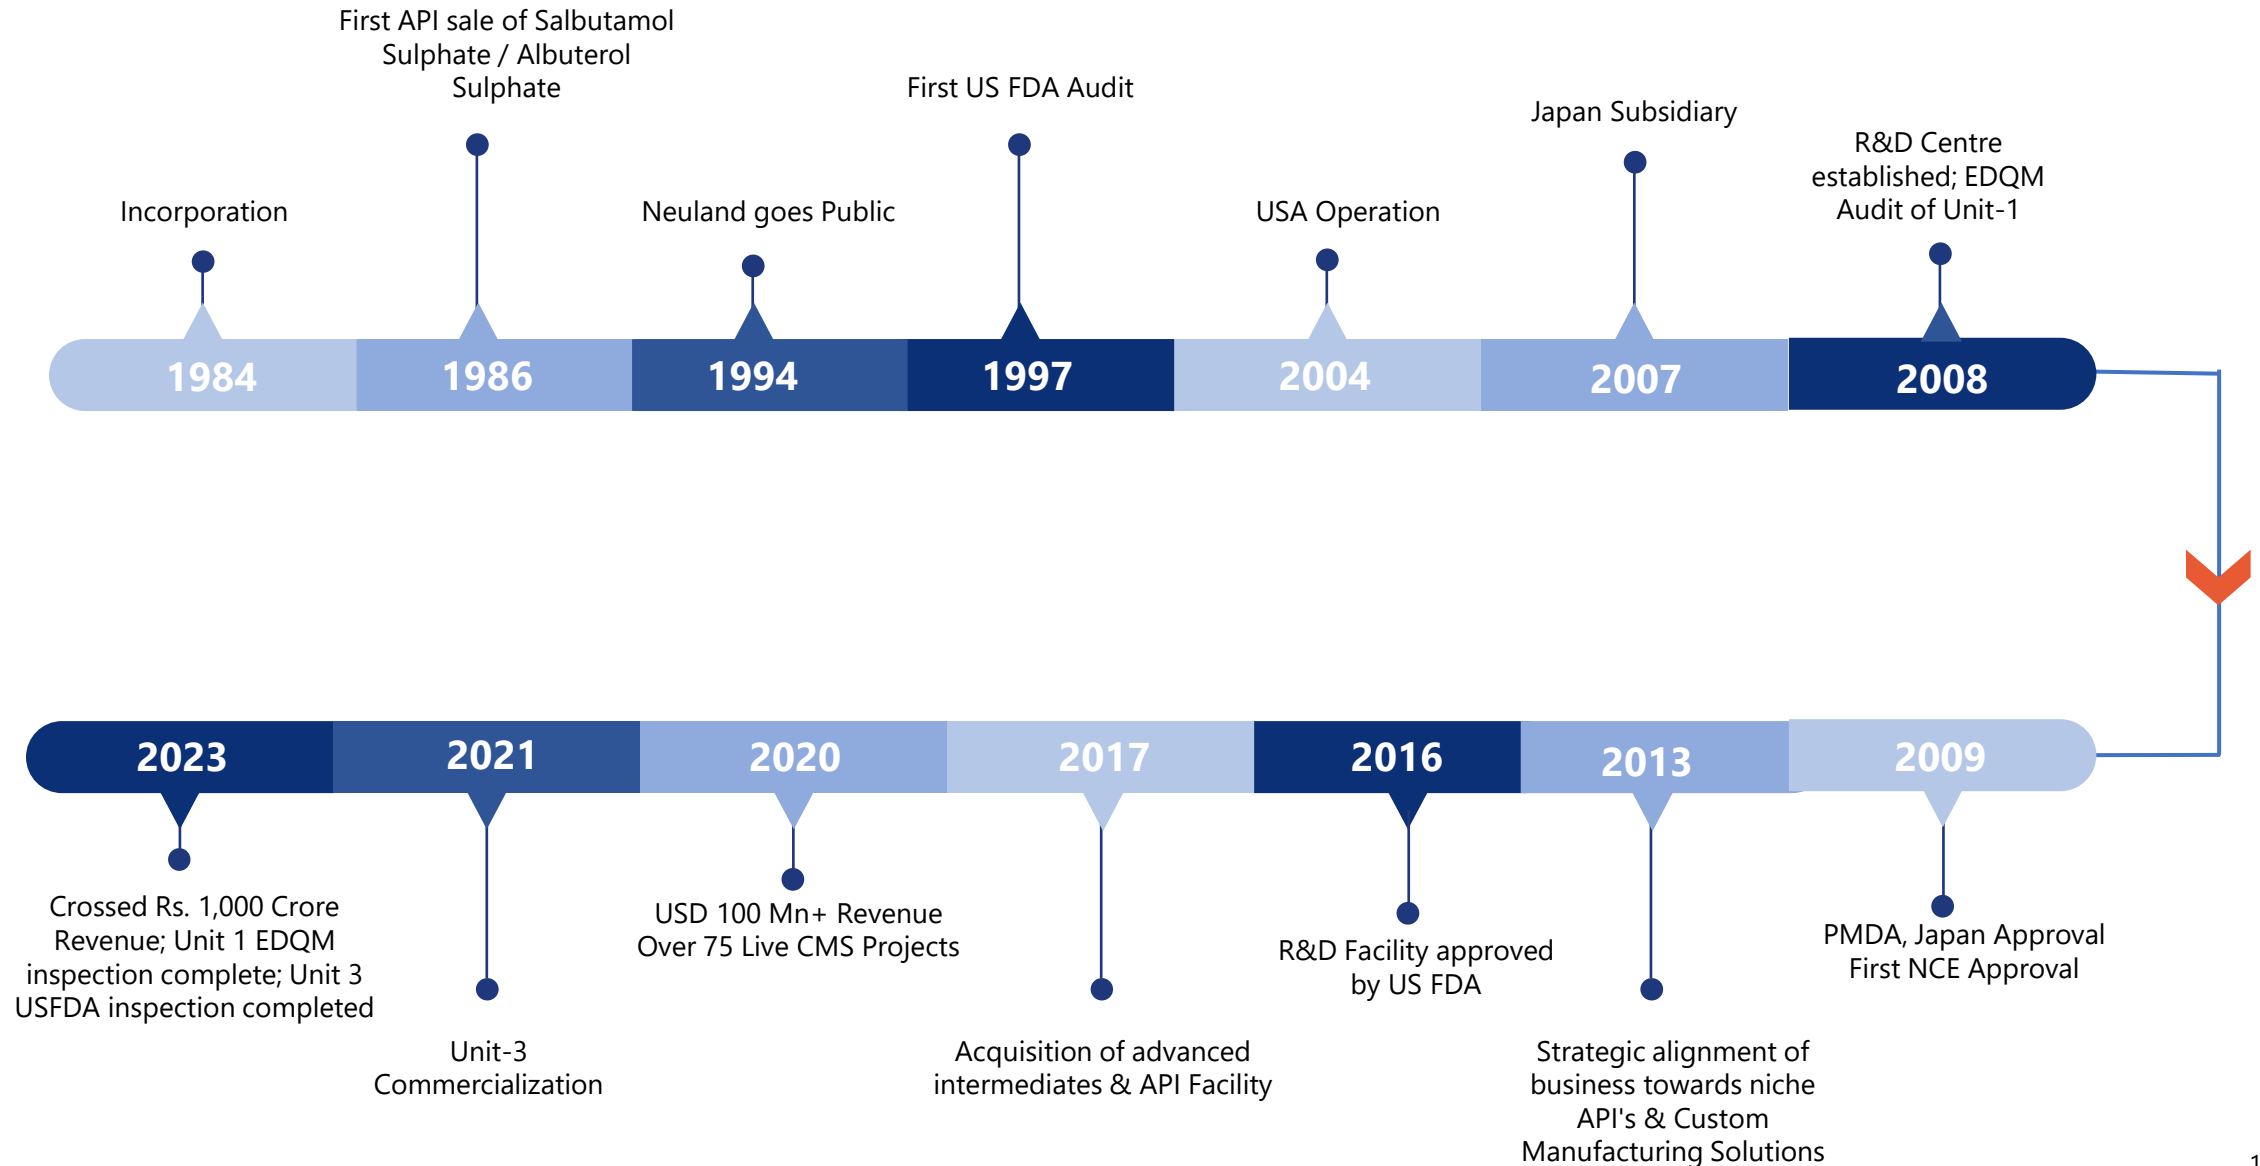 First API sale of Salbutamol
Sulphate / Albuterol
Sulphate
First US FDA Audit
Japan Subsidiary
R&D Centre
established; EDQM
Audit of Unit-1
Incorporation
Neuland goes Public
USA Operation
1984
1986
1994
1997
2004
2007
2008
2023
2021
2020
2017
2016
2013
2009
Crossed Rs. 1,000 Crore
Revenue; Unit 1 EDQM
inspection complete; Unit 3
USFDA inspection completed
Unit-3
Commercialization
USD 100 Mn+ Revenue
Over 75 Live CMS Projects
Acquisition of advanced
intermediates & API Facility
R&D Facility approved
by US FDA
Strategic alignment of
business towards niche
API's & Custom
Manufacturing Solutions
PMDA, Japan Approval
First NCE Approval